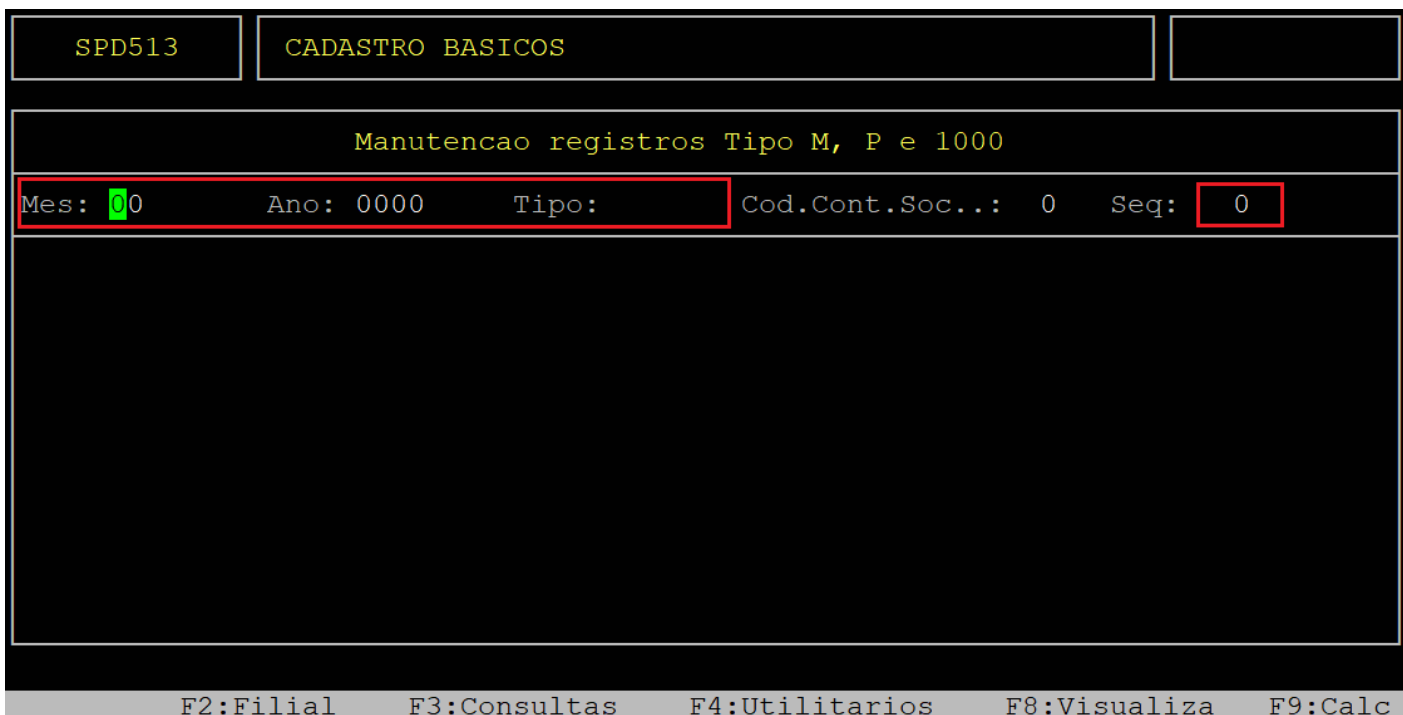 SPD513 CADASTRO BASICOS
Manutencao registros Tipo M, P e 1000
Mes: 00 Ano: 0000 Tipo: Cod.Cont.Soc..: 0 Seq: 0
F2:Filial F3:Consultas F4:Utilitarios F8:Visualiza F9:Calc